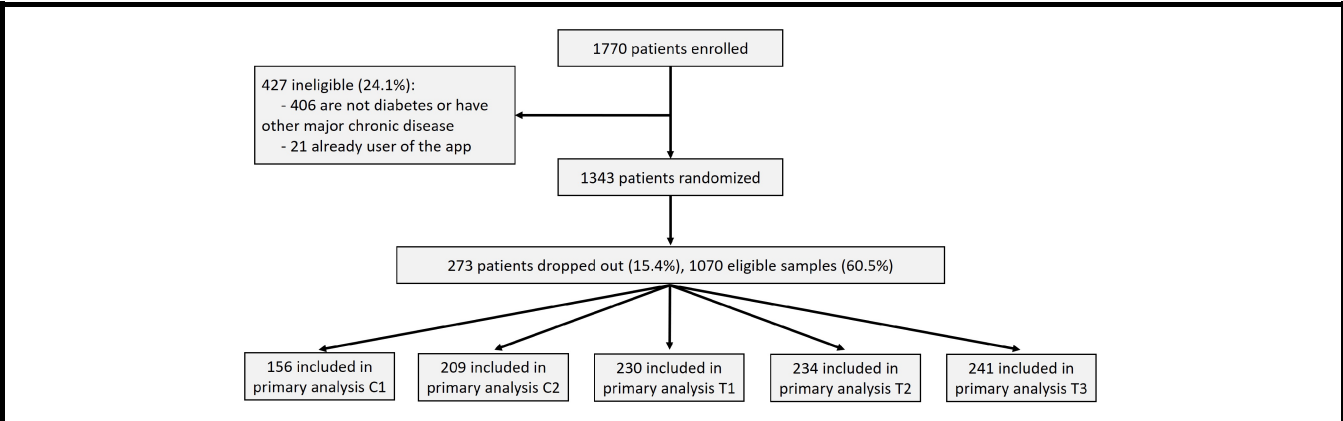 1770 patients enrolled
427 ineligible (24.1%):
- 406 are not diabetes or have
other major chronic disease
- 21 already user of the app
1343 patients randomized
273 patients dropped out (15.4%), 1070 eligible samples (60.5%)
156 included in
primary analysis C1
209 included in
primary analysis C2
230 included in
primary analysis T1
234 included in
primary analysis T2
241 included in
primary analysis T3